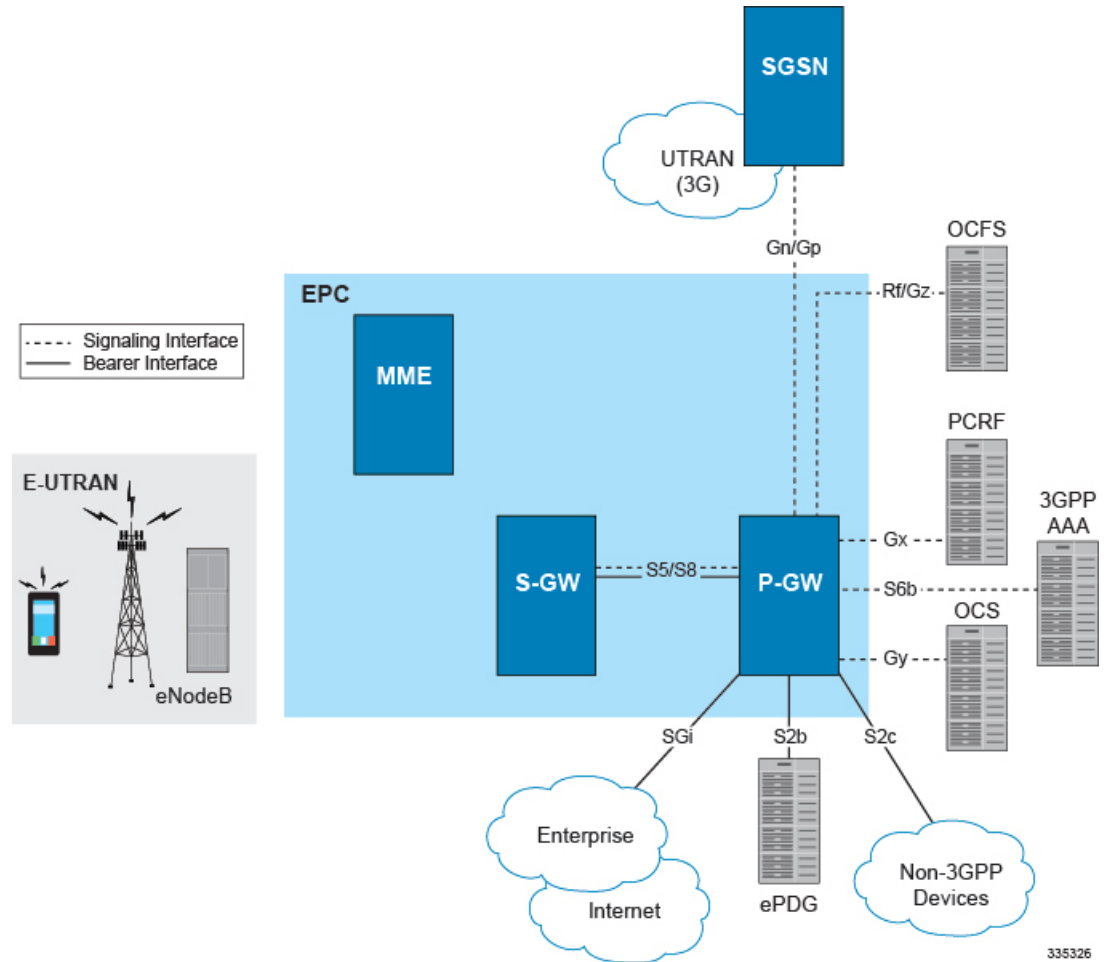 SGSN
UTRAN
(3G)
Gn/Gp
OCFS
Rf/Gz
EPC
Signaling Interface
Bearer Interface
MME
PCRF
E-UTRAN
3GPP
AAA
Gx
S-GW
S5/S8
P-GW
S6b
OCS
Gy
eNodeB
SGi
S2b
S2c
Enterprise
Non-3GPP
Devices
ePDG
Internet
335326